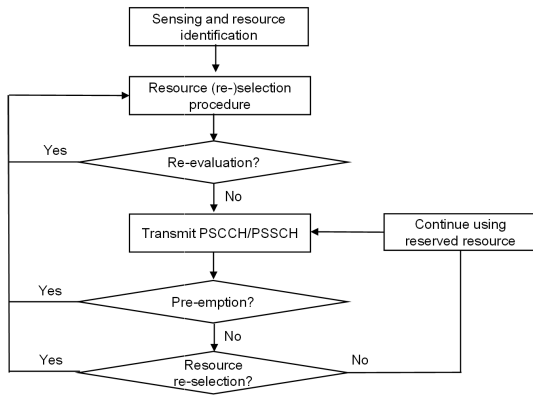 Sensing and resource
identification
Resource (re-)selection
procedure
Yes
Re-evaluation?
No
Transmit PSCCH/PSSCH
Continue using
reserved resource
Yes
Pre-emption?
No
Yes
Resource
re-selection?
No